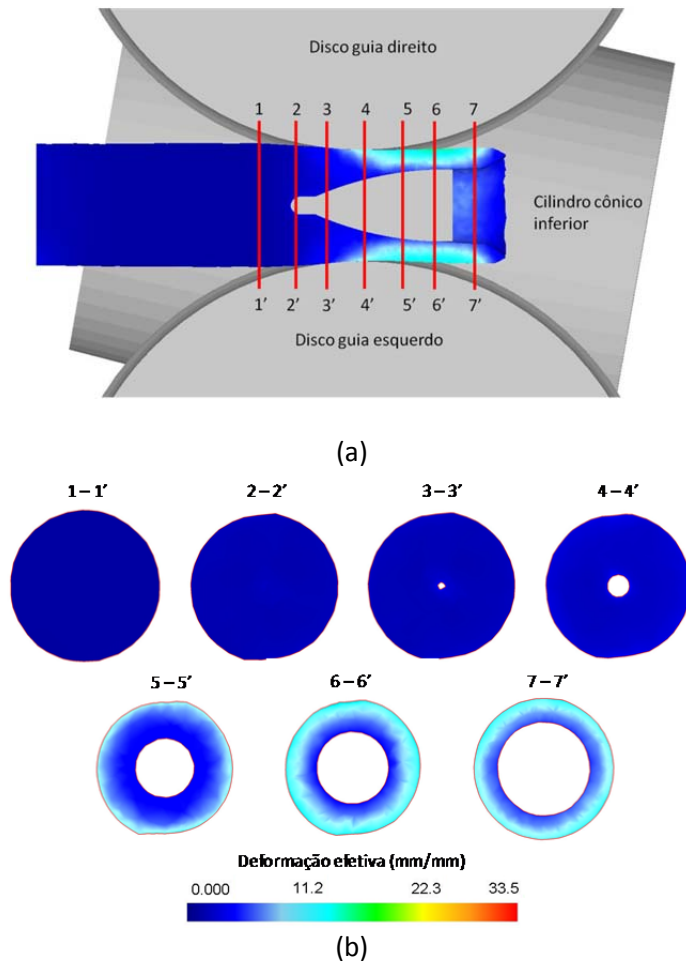 Disco guia direito
1 2 3 4 5 6 7
Cilindro cônico
inferior
1’ 2’ 3’ 4’ 5’ 6’ 7’
Disco guia esquerdo
(a)
1 – 1’ 2 – 2’ 3 – 3’ 4 – 4’
5 – 5’ 6 – 6’ 7 – 7’
Deformação efetiva (mm/mm)
0.000 11.2 22.3 33.5
(b)